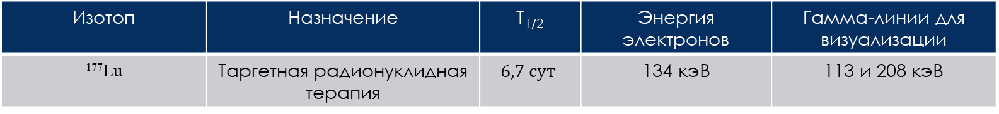 Изотоп
Назначение
T1/2
Энергия
электронов
Гамма-линии для
визуализации
¹⁷⁷Lu
Таргетная радионуклидная
терапия
6,7 сут
134 кэВ
113 и 208 кэВ